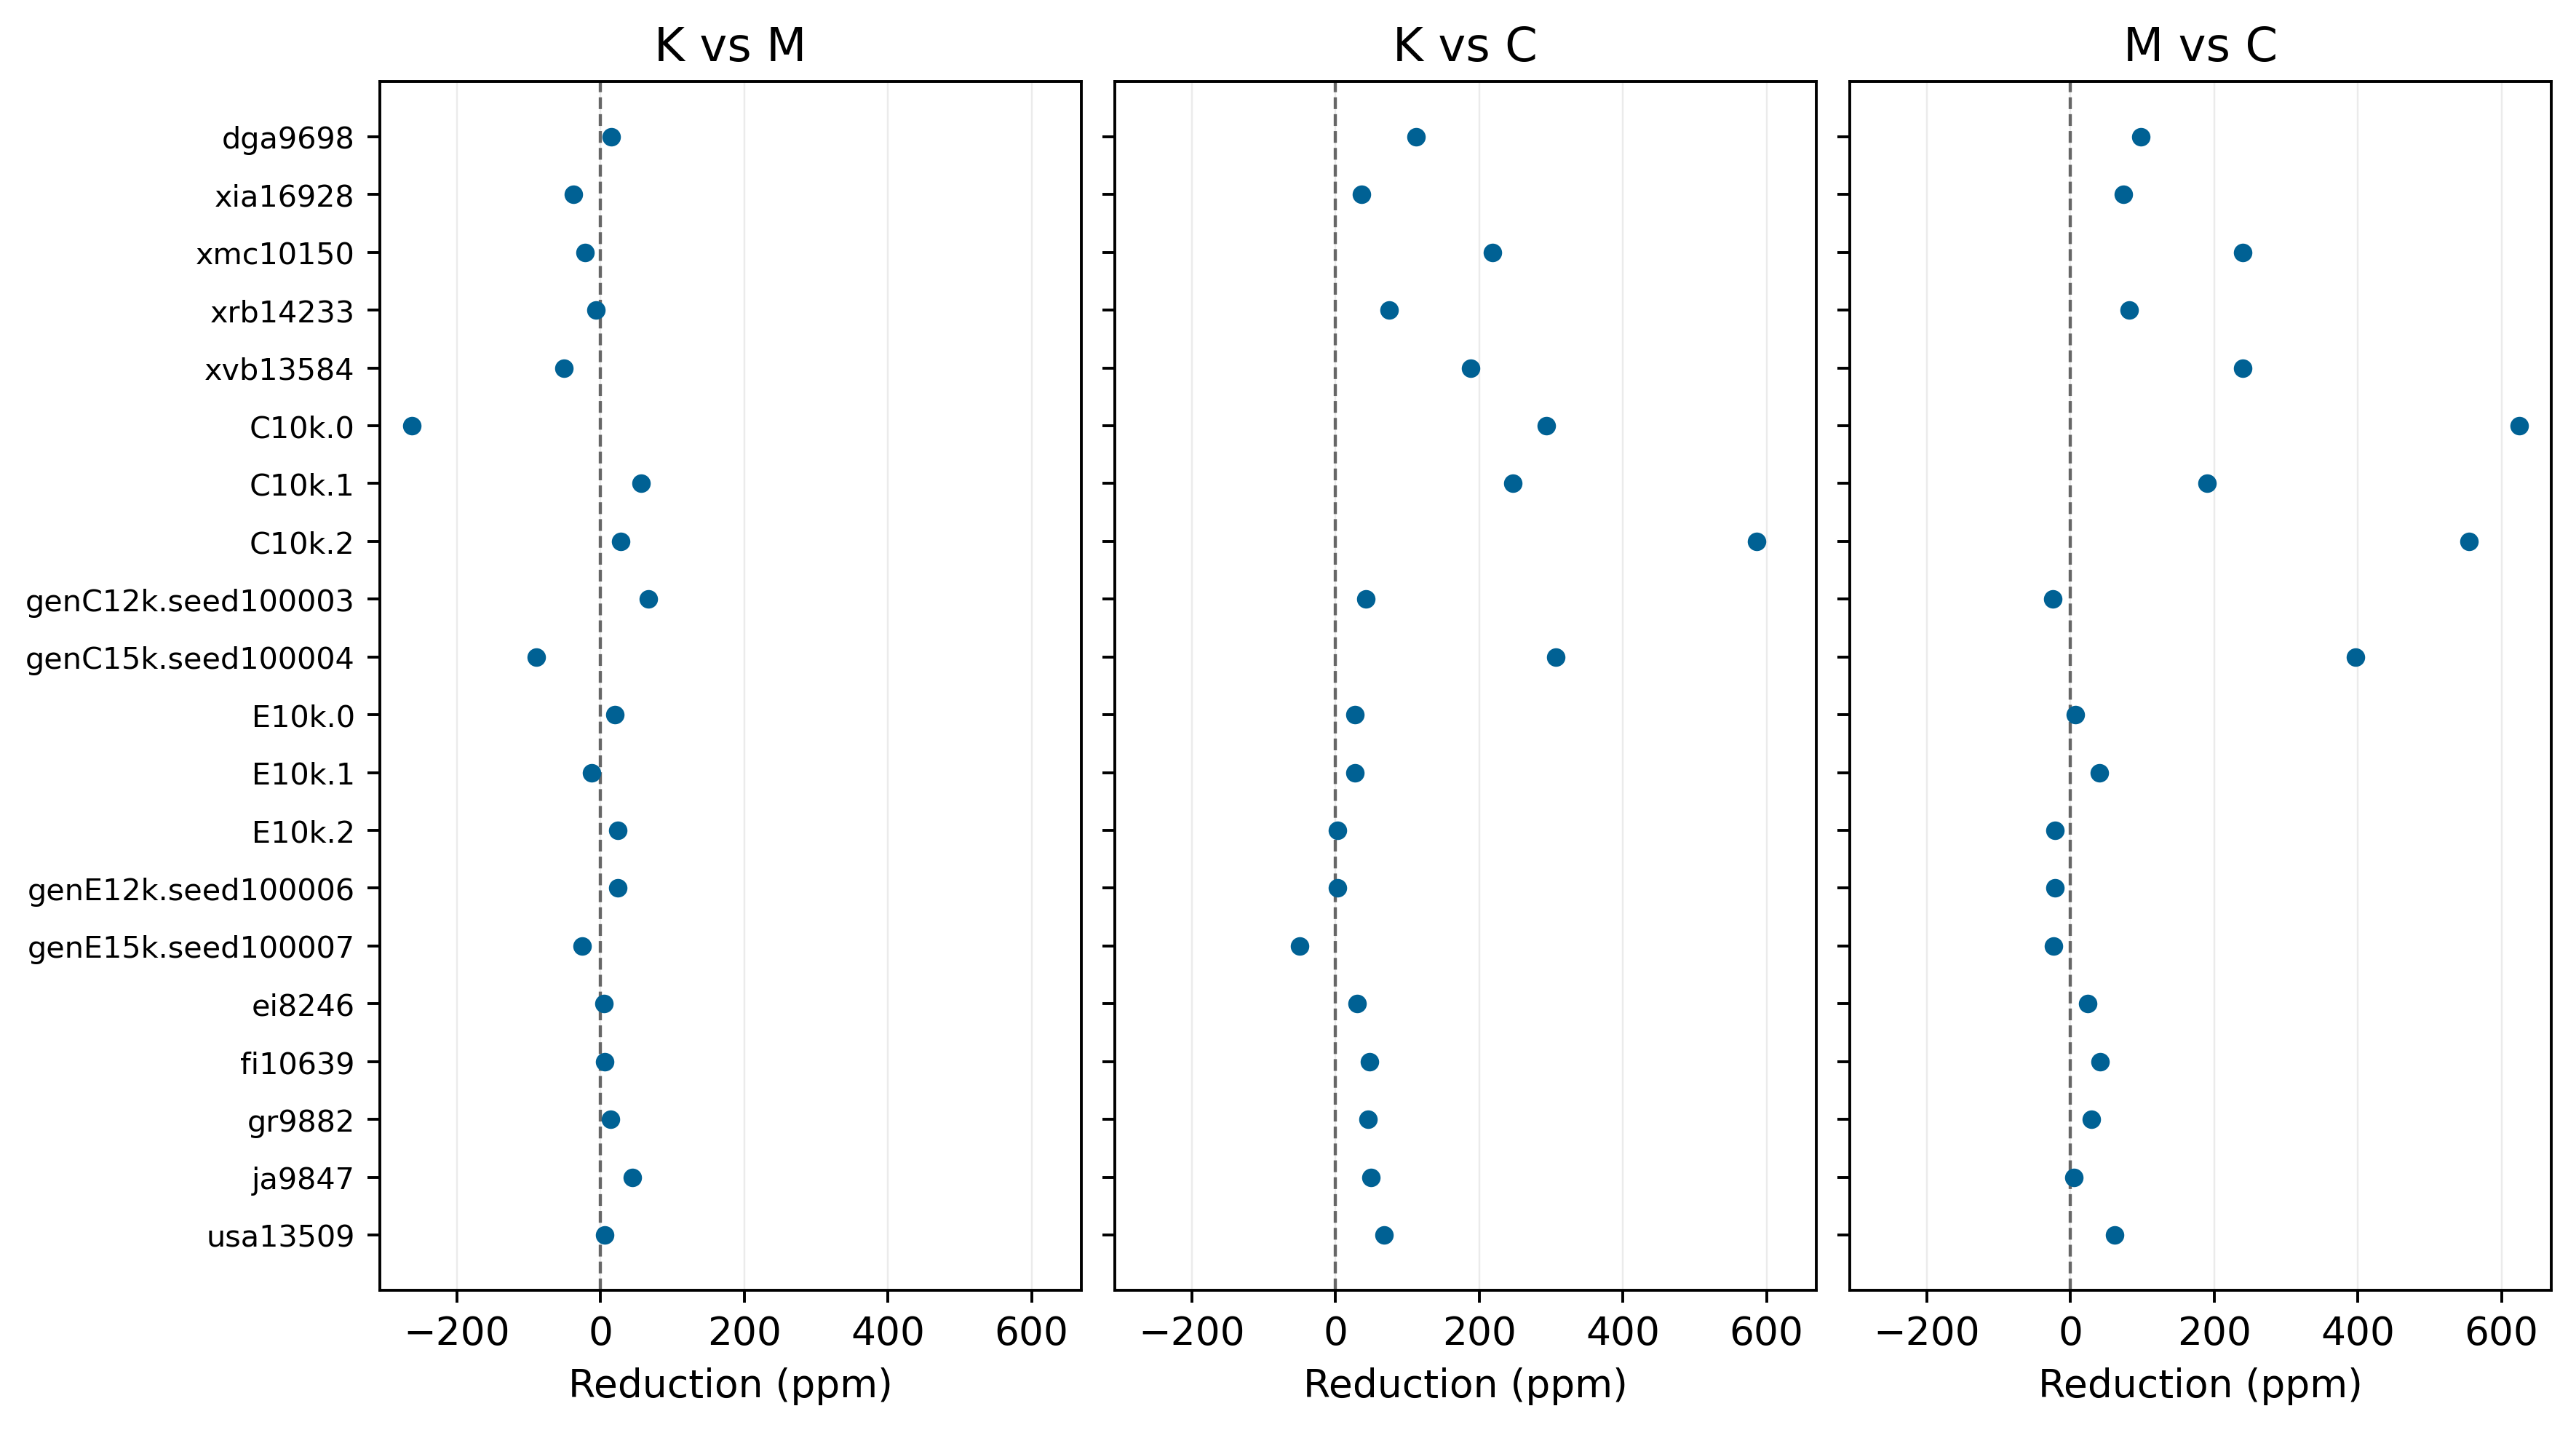 K vs M
K vs C
M vs C
dga9698
xia16928
xmc10150
xrb14233
xvb13584
C10k.0
C10k.1
C10k.2
genC12k.seed100003
genC15k.seed100004
E10k.0
E10k.1
E10k.2
genE12k.seed100006
genE15k.seed100007
ei8246
fi10639
gr9882
ja9847
usa13509
−200 0 200 400 600
−200 0 200 400 600
−200 0 200 400 600
Reduction (ppm)
Reduction (ppm)
Reduction (ppm)